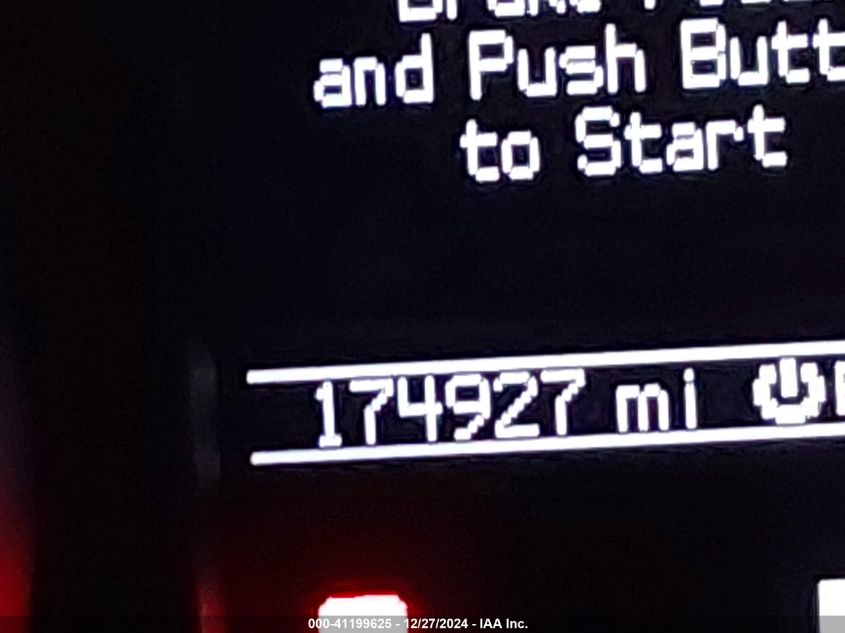 and Push Butt
to Start
174927 mi
000-41199625 - 12/27/2024 - IAA Inc.